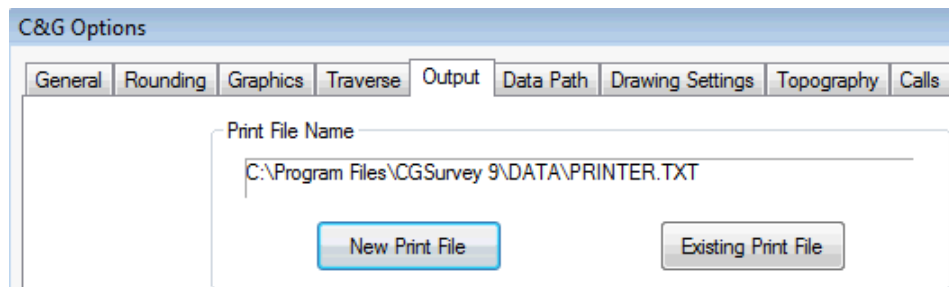 C&G Options
General Rounding Graphics Traverse Output Data Path Drawing Settings Topography Calls
Print File Name
C:\Program Files\CGSurvey 9\DATA\PRINTER.TXT
New Print File Existing Print File